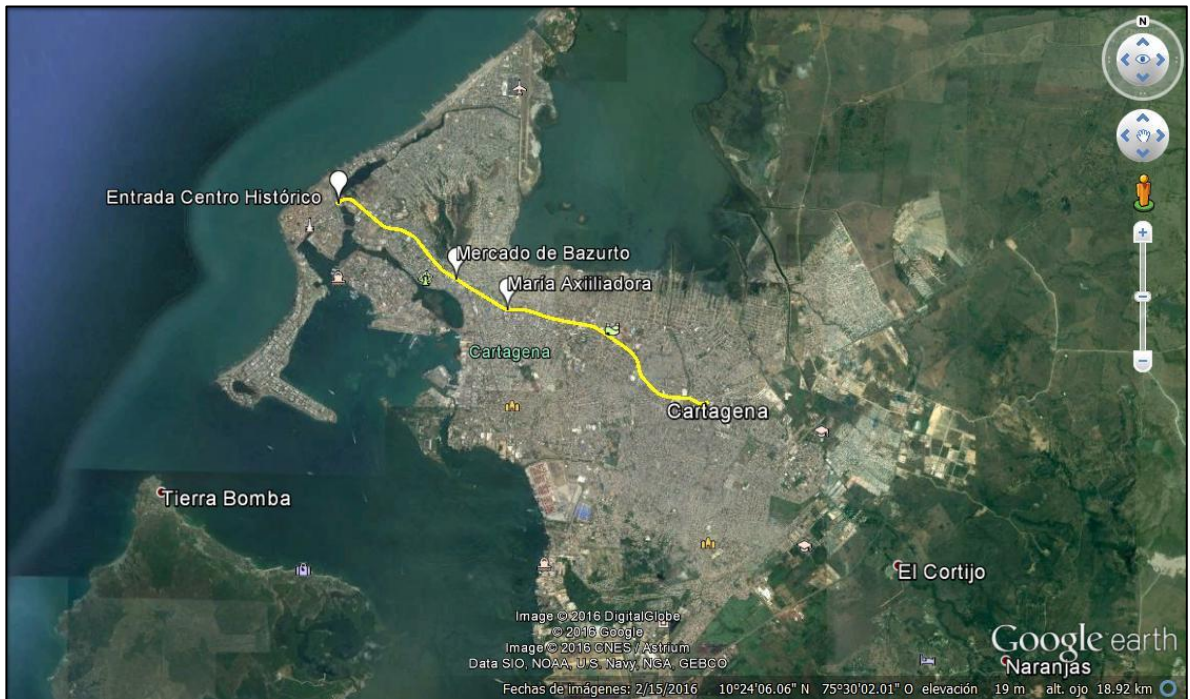 N
Entrada Centro Histórico
Mercado de Bazurto
María Axiiliadora
Cartagena
Cartagena
Tierra Bomba
El Cortijo
Image © 2016 DigitalGlobe
© 2016 Google
Image © 2016 CNES / Astrium
Data SIO, NOAA, U.S. Navy, NGA, GEBCO
Google earth
Naranjas
Fechas de imágenes: 2/15/2016 10°24'06.06" N 75°30'02.01" O elevación 19 m alt. ojo 18.92 km